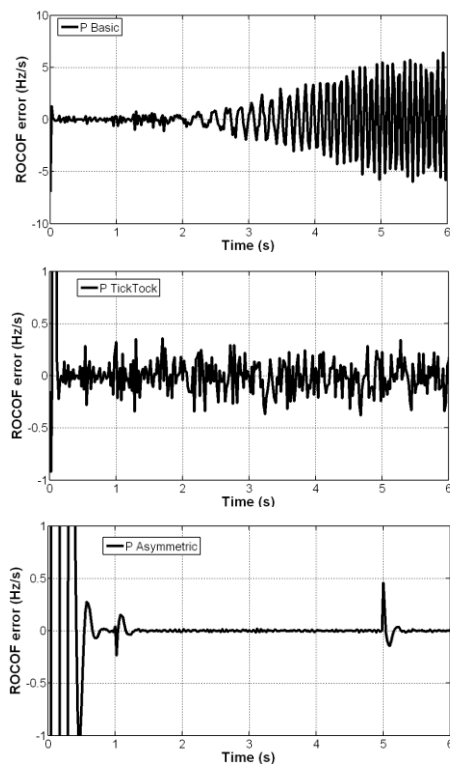 10
P Basic
5
0
-5
-10
ROCOF error (Hz/s)
0 1 2 3 4 5 6
Time (s)
1
P TickTock
0.5
0
-0.5
-1
ROCOF error (Hz/s)
0 1 2 3 4 5 6
Time (s)
1
P Asymmetric
0.5
0
-0.5
-1
ROCOF error (Hz/s)
0 1 2 3 4 5 6
Time (s)